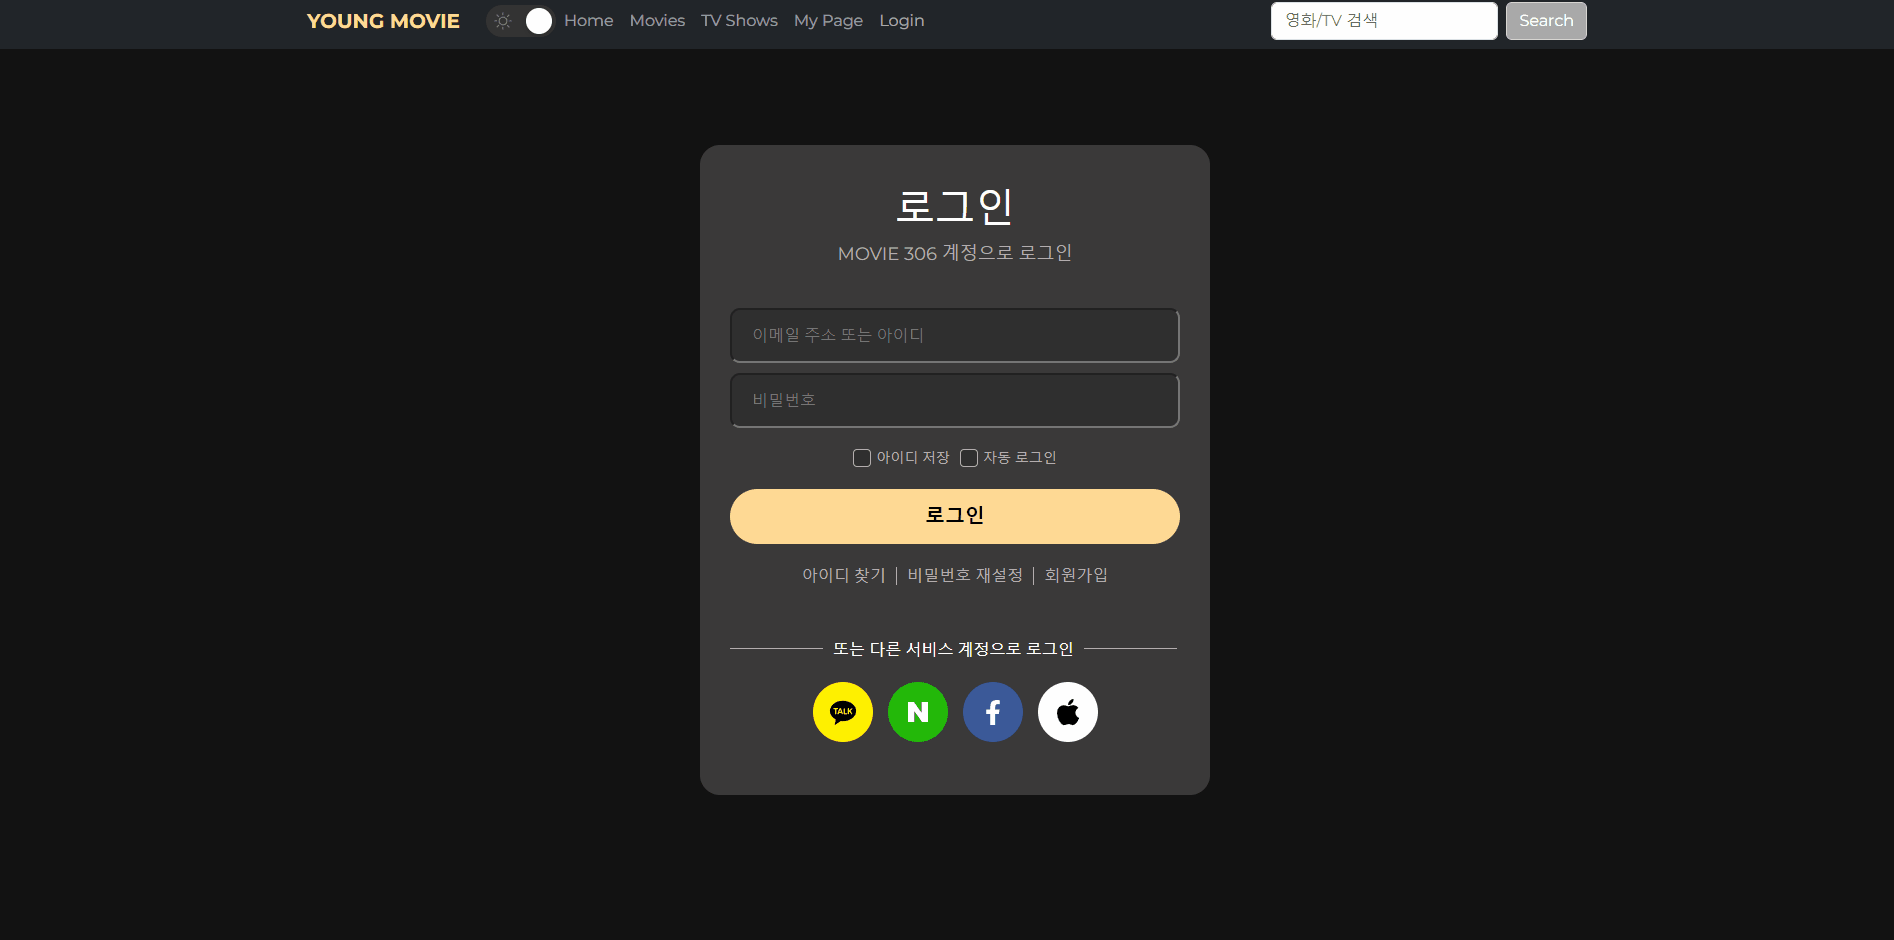 YOUNG MOVIE Home Movies TV Shows My Page Login 영화/TV 검색 Search
로그인
MOVIE 306 계정으로 로그인
이메일 주소 또는 아이디
비밀번호
아이디 저장 자동 로그인
로그인
아이디 찾기 | 비밀번호 재설정 | 회원가입
또는 다른 서비스 계정으로 로그인
TALK N f